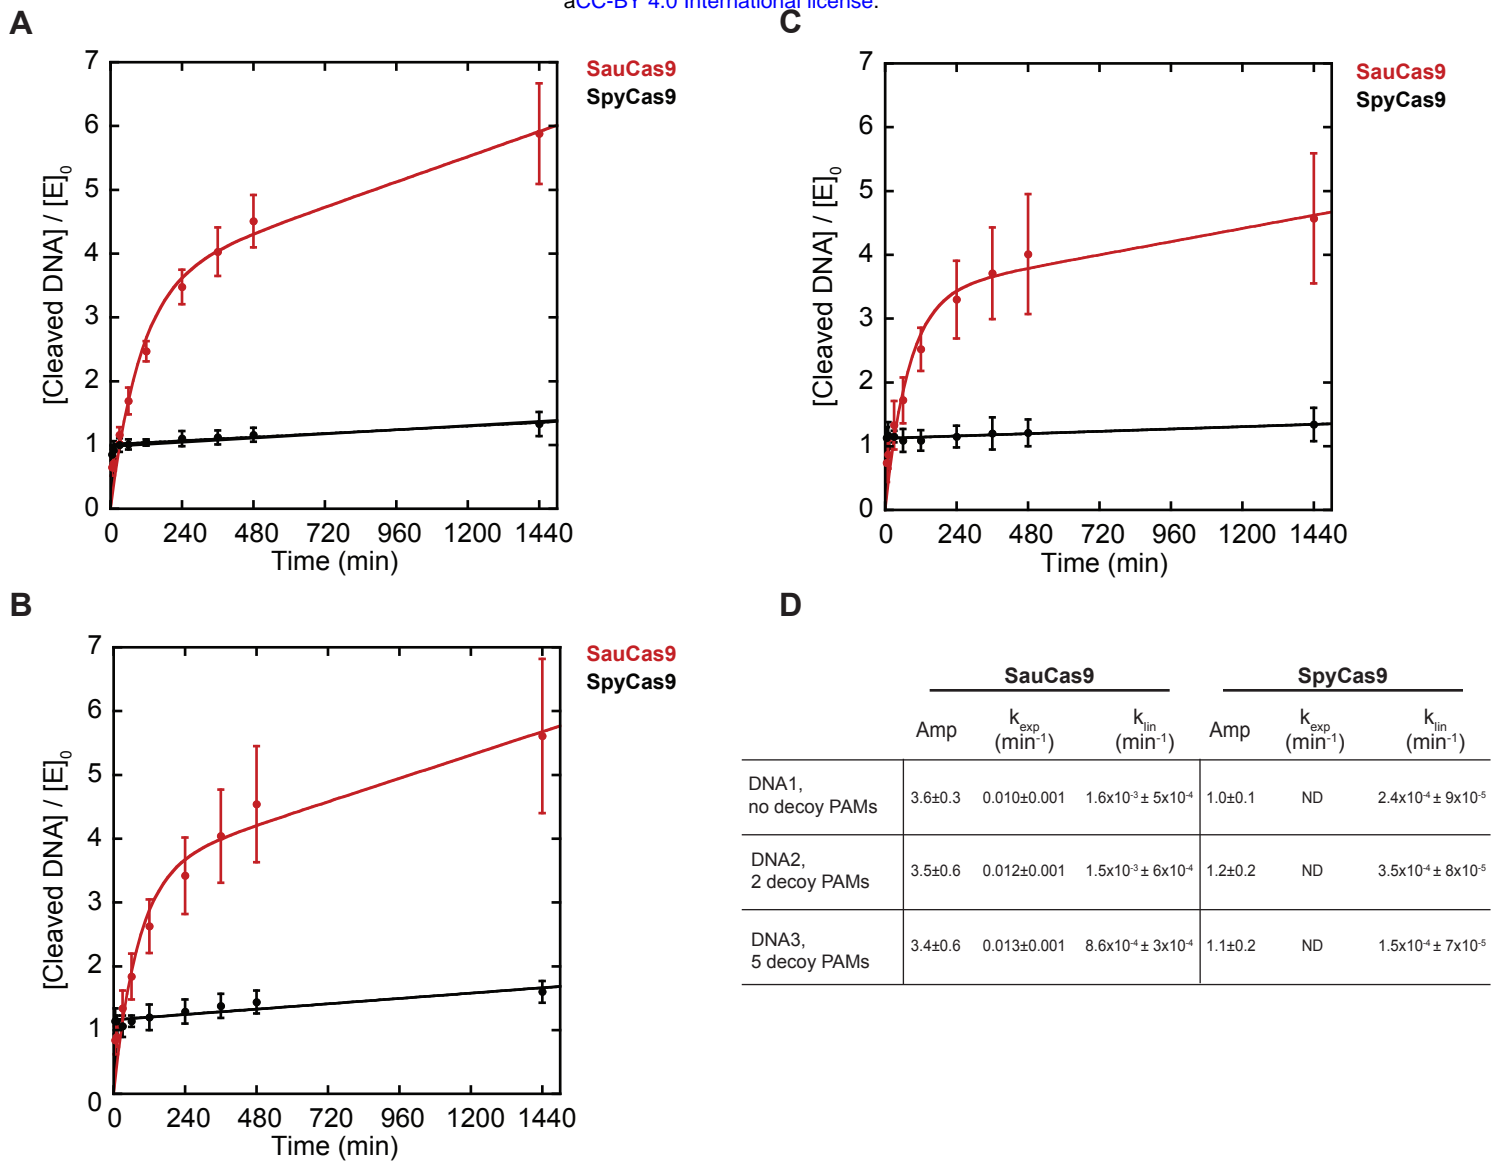 aCC-BY 4.0 International license.
A
SauCas9
SpyCas9
[Cleaved DNA] / [E]0
7
6
5
4
3
2
1
0
0 240 480 720 960 1200 1440
Time (min)
C
SauCas9
SpyCas9
[Cleaved DNA] / [E]0
7
6
5
4
3
2
1
0
0 240 480 720 960 1200 1440
Time (min)
B
SauCas9
SpyCas9
[Cleaved DNA] / [E]0
7
6
5
4
3
2
1
0
0 240 480 720 960 1200 1440
Time (min)
D
SauCas9 SpyCas9
Amp kexp (min-1) klin (min-1) Amp kexp (min-1) klin (min-1)
DNA1,
no decoy PAMs 3.6±0.3 0.010±0.001 1.6x10-3 ± 5x10-4 1.0±0.1 ND 2.4x10-4 ± 9x10-5
DNA2,
2 decoy PAMs 3.5±0.6 0.012±0.001 1.5x10-3 ± 6x10-4 1.2±0.2 ND 3.5x10-4 ± 8x10-5
DNA3,
5 decoy PAMs 3.4±0.6 0.013±0.001 8.6x10-4 ± 3x10-4 1.1±0.2 ND 1.5x10-4 ± 7x10-5